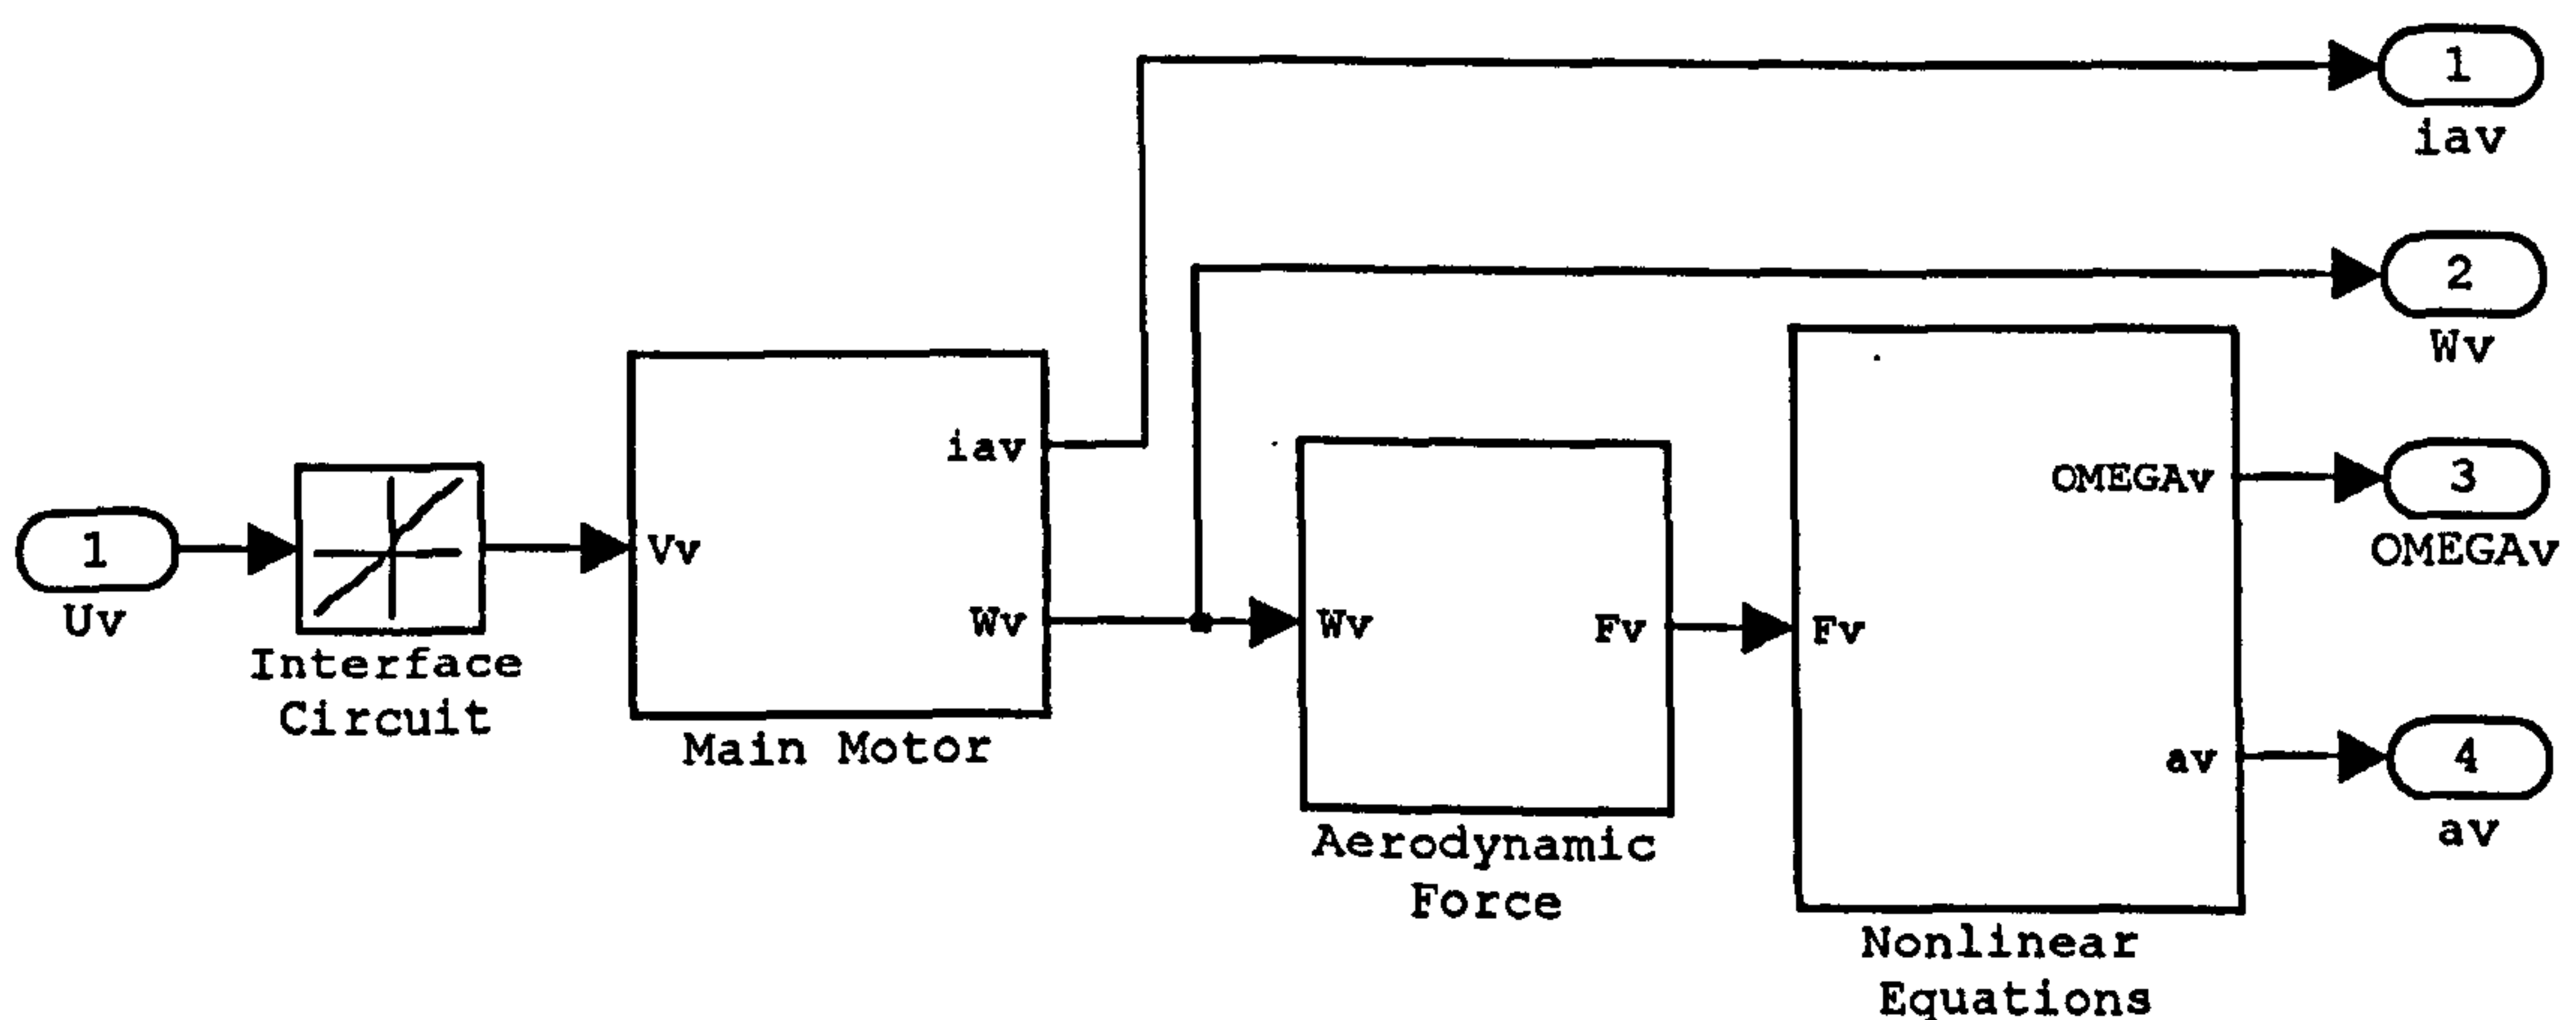 1
iav
2
Wv
iav
OMEGAv
3
OMEGAv
1
Uv
Vv
Wv
Wv
Fv
Fv
Interface
Circuit
Main Motor
av
4
av
Aerodynamic
Force
Nonlinear
Equations